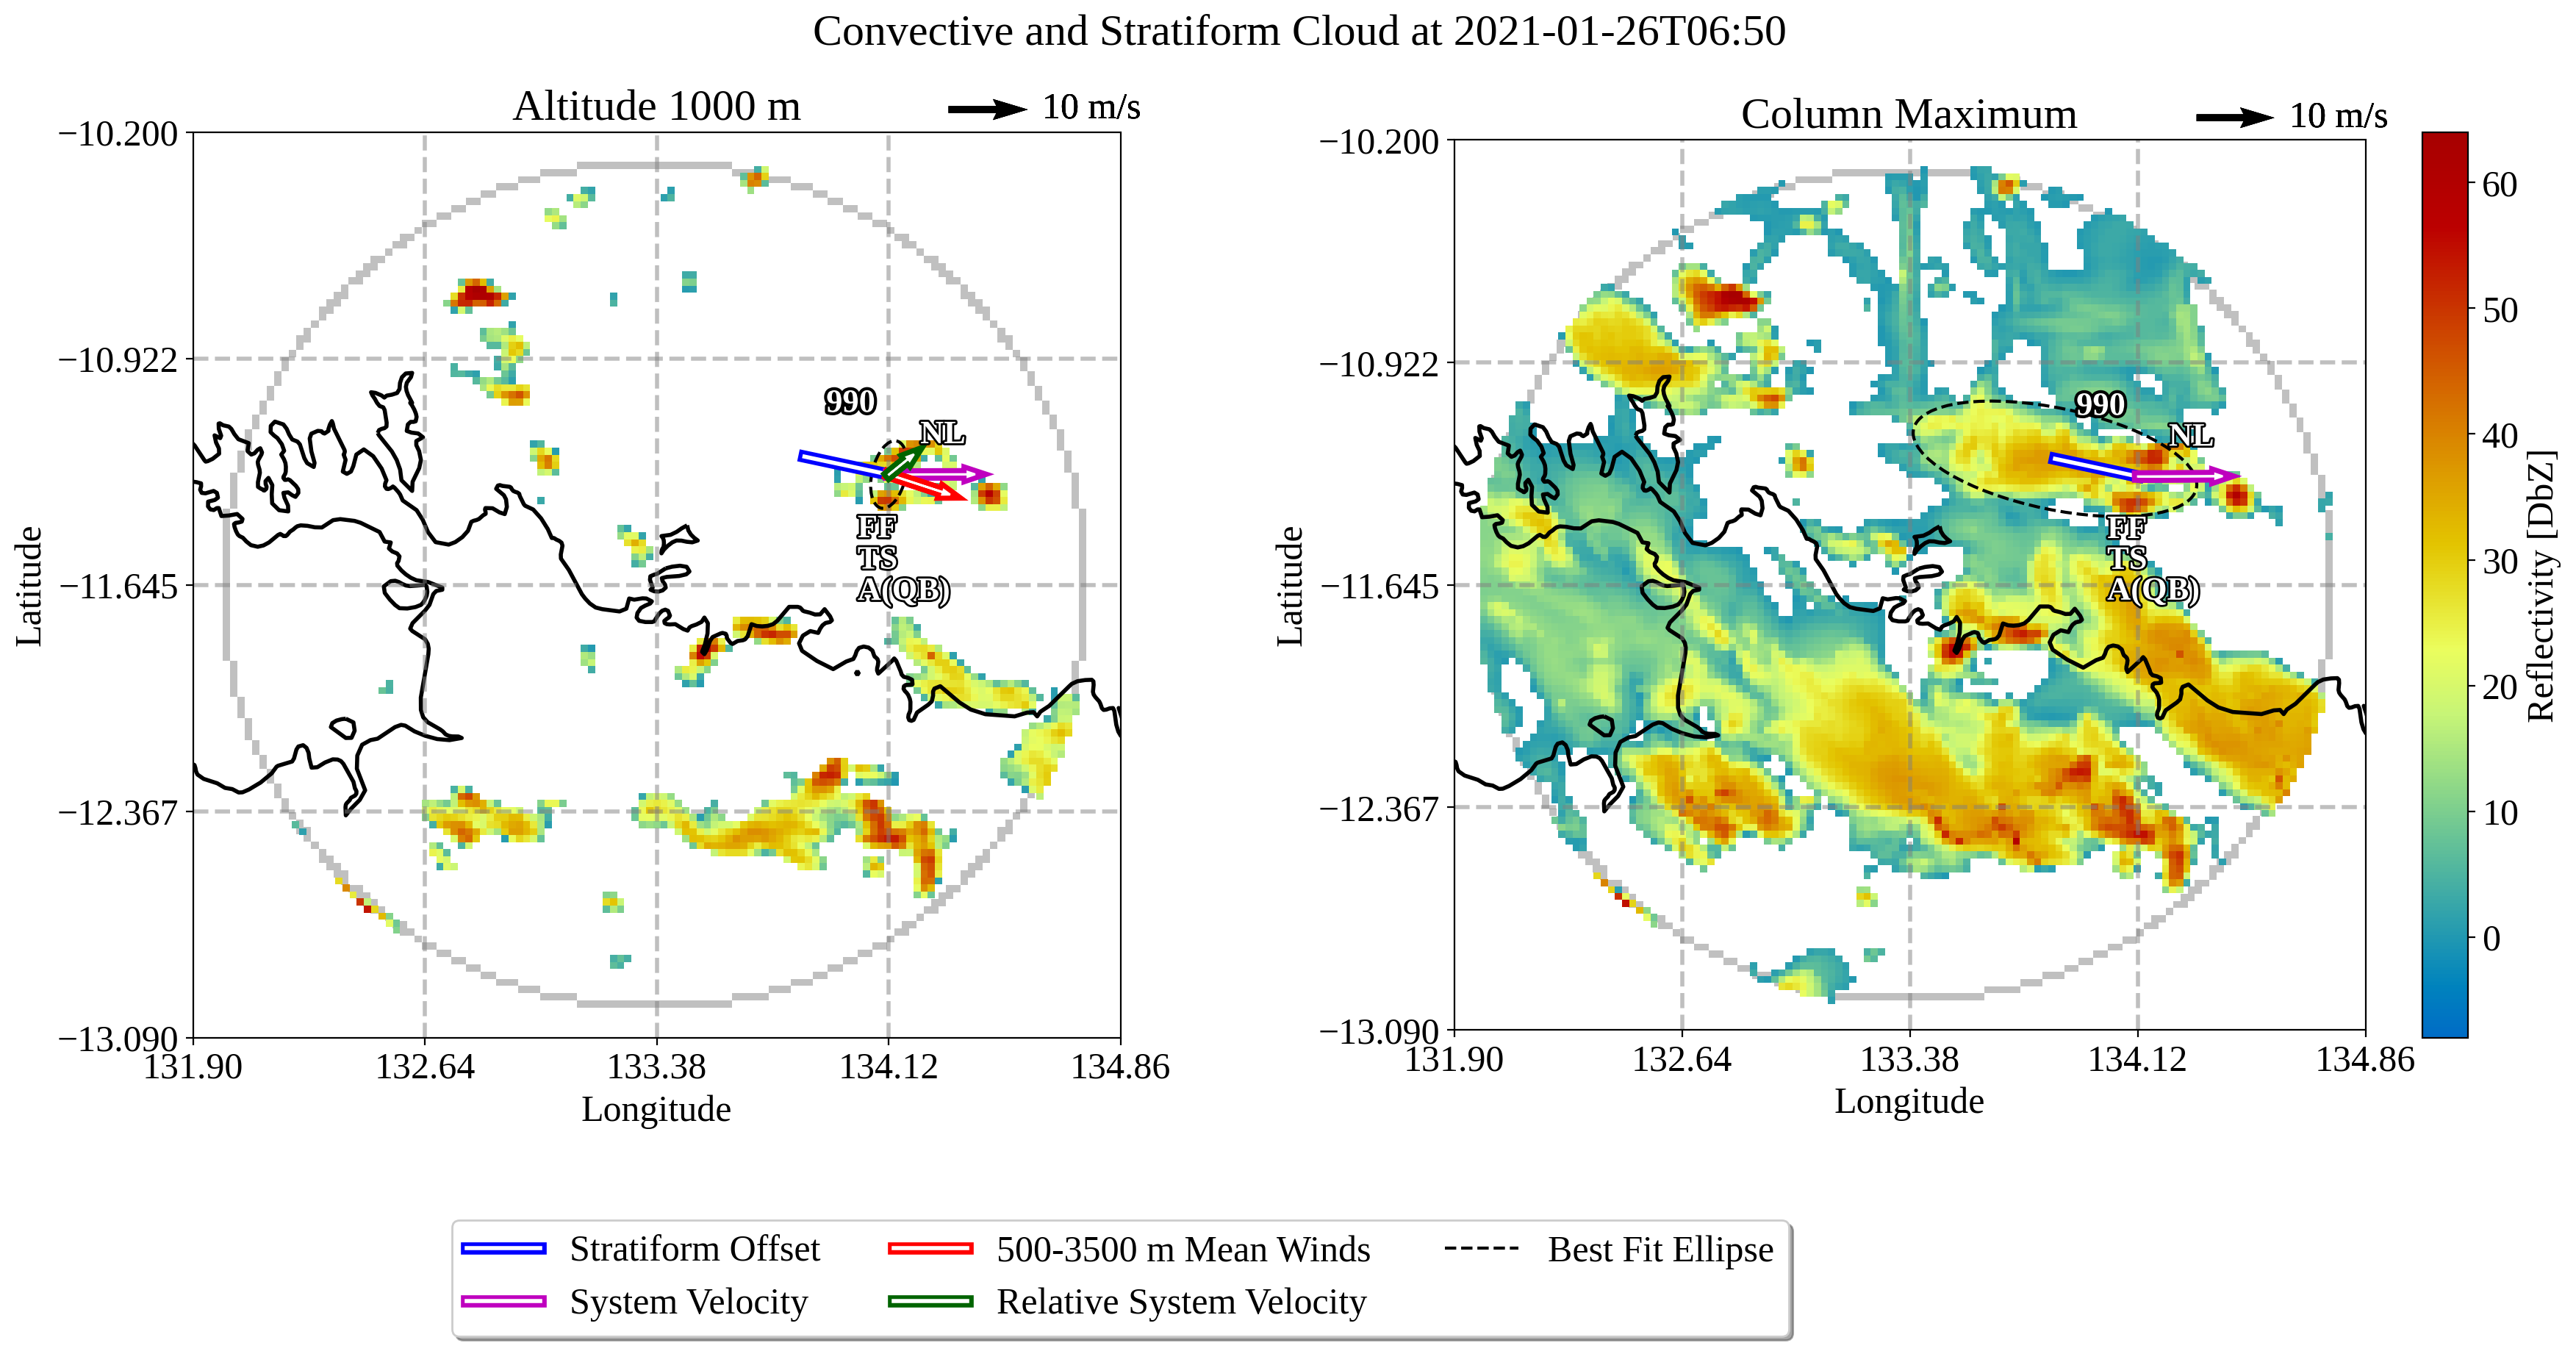 Convective and Stratiform Cloud at 2021-01-26T06:50
Altitude 1000 m
10 m/s
−10.200
−10.922
−11.645
−12.367
−13.090
131.90
132.64
133.38
134.12
134.86
Latitude
Longitude
990
NL
FF
TS
A(QB)
Column Maximum
10 m/s
−10.200
−10.922
−11.645
−12.367
−13.090
131.90
132.64
133.38
134.12
134.86
Latitude
Longitude
990
NL
FF
TS
A(QB)
60
50
40
30
20
10
0
Reflectivity [DbZ]
Stratiform Offset
System Velocity
500-3500 m Mean Winds
Relative System Velocity
Best Fit Ellipse